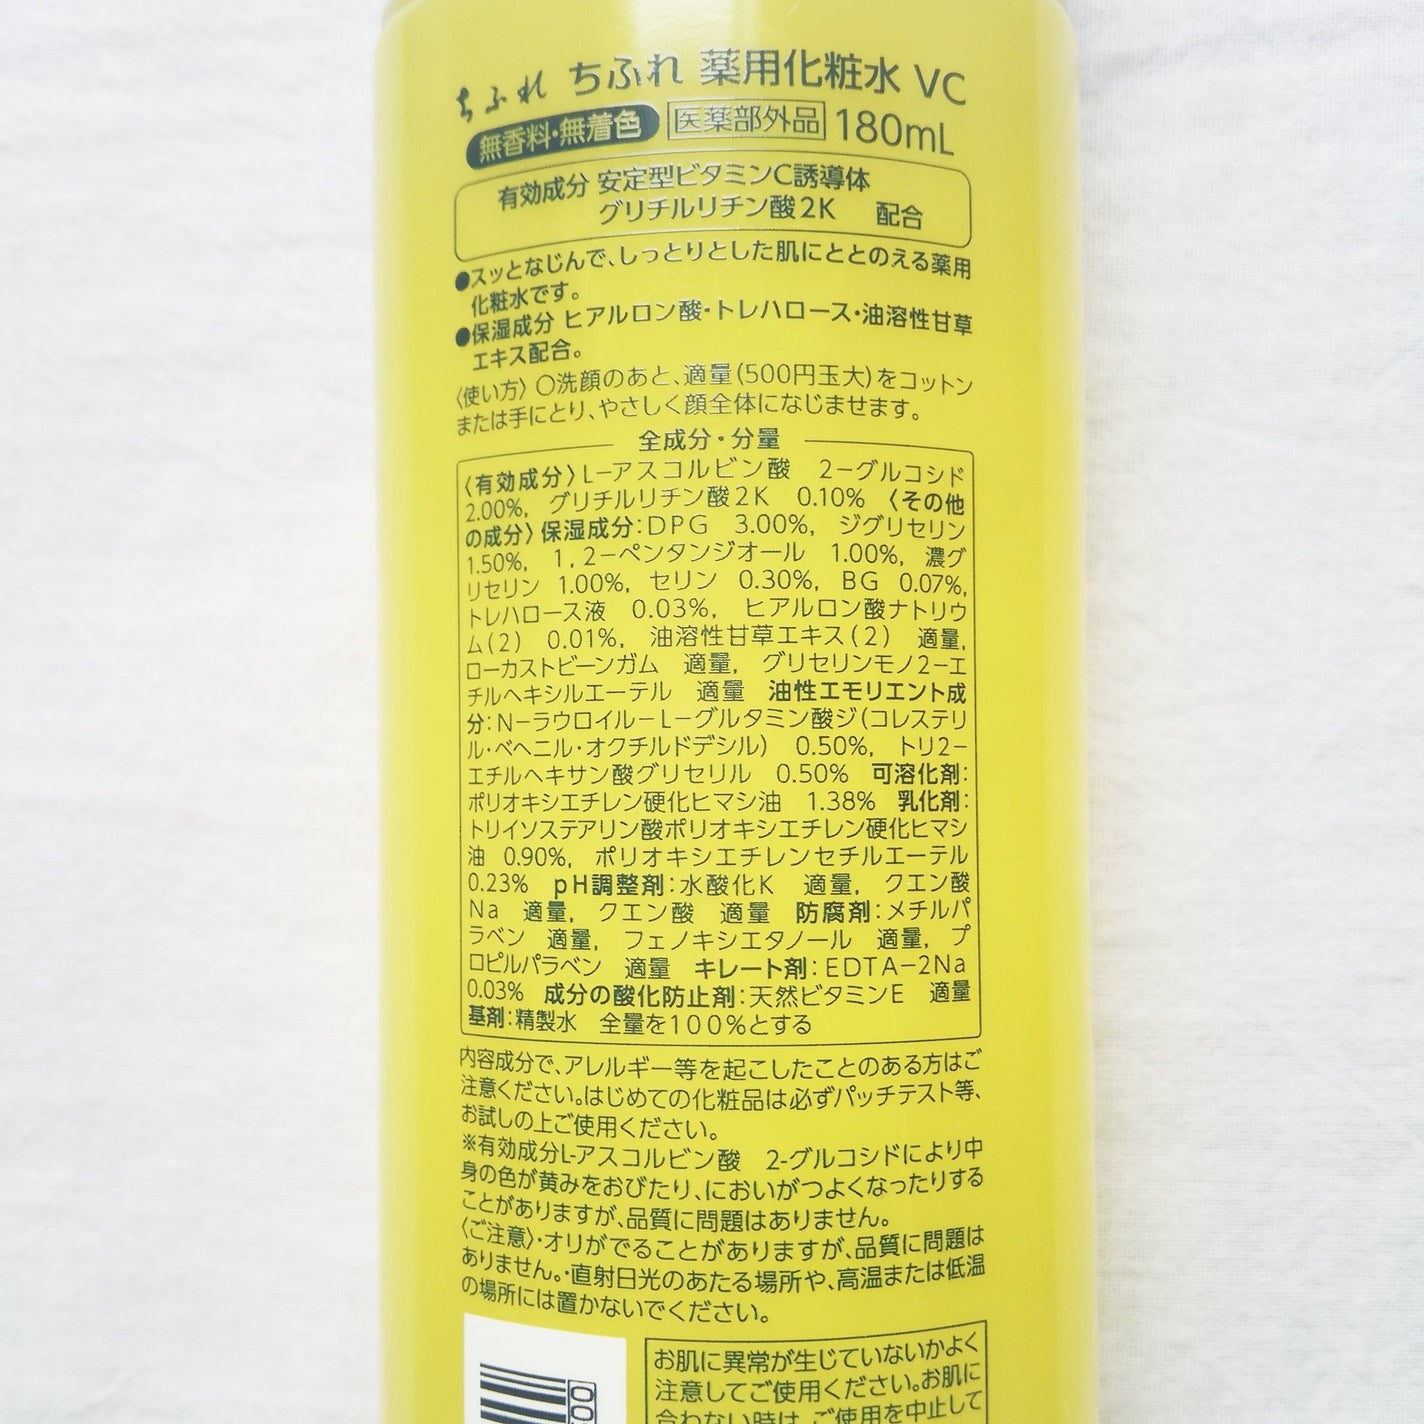 ちふれ ちふれ 薬用化粧水 VC
無香料・無着色 医薬部外品 180mL
有効成分 安定型ビタミンC誘導体
グリチルリチン酸2K 配合
●スッとなじんで、しっとりとした肌にととのえる薬用
化粧水です。
●保湿成分 ヒアルロン酸・トレハロース・油溶性甘草
エキス配合。
〈使い方〉〇洗顔のあと、適量(500円玉大)をコットン
または手にとり、やさしく顔全体になじませます。
全成分・分量
〈有効成分〉L-アスコルビン酸 2-グルコシド
2.00%, グリチルリチン酸2K 0.10% 〈その他
の成分〉保湿成分:DPG 3.00%, ジグリセリン
1.50%, 1,2-ペンタンジオール 1.00%, 濃グ
リセリン 1.00%, セリン 0.30%, BG 0.07%,
トレハロース液 0.03%, ヒアルロン酸ナトリウ
ム(2) 0.01%, 油溶性甘草エキス(2) 適量,
ローカストビーンガム 適量, グリセリンモノ2-エ
チルヘキシルエーテル 適量 油性エモリエント成
分:N-ラウロイル-L-グルタミン酸ジ(コレステリ
ル・ベヘニル・オクチルドデシル) 0.50%, トリ2-
エチルヘキサン酸グリセリル 0.50% 可溶化剤:
ポリオキシエチレン硬化ヒマシ油 1.38% 乳化剤:
トリイソステアリン酸ポリオキシエチレン硬化ヒマシ
油 0.90%, ポリオキシエチレンセチルエーテル
0.23% pH調整剤:水酸化K 適量, クエン酸
Na 適量, クエン酸 適量 防腐剤:メチルパ
ラベン 適量, フェノキシエタノール 適量, プ
ロピルパラベン 適量 キレート剤:EDTA-2Na
0.03% 成分の酸化防止剤:天然ビタミンE 適量
基剤:精製水 全量を100%とする
内容成分で、アレルギー等を起こしたことのある方はご
注意ください。はじめての化粧品は必ずパッチテスト等、
お試しの上ご使用ください。
※有効成分L-アスコルビン酸 2-グルコシドにより中
身の色が黄みをおびたり、においがつよくなったりする
ことがありますが、品質に問題はありません。
〈ご注意〉・オリがでることがありますが、品質に問題は
ありません。・直射日光のあたる場所や、高温または低温
の場所には置かないでください。
お肌に異常が生じていないかよく
注意してご使用ください。お肌に
合わない時は、ご使用を中止して